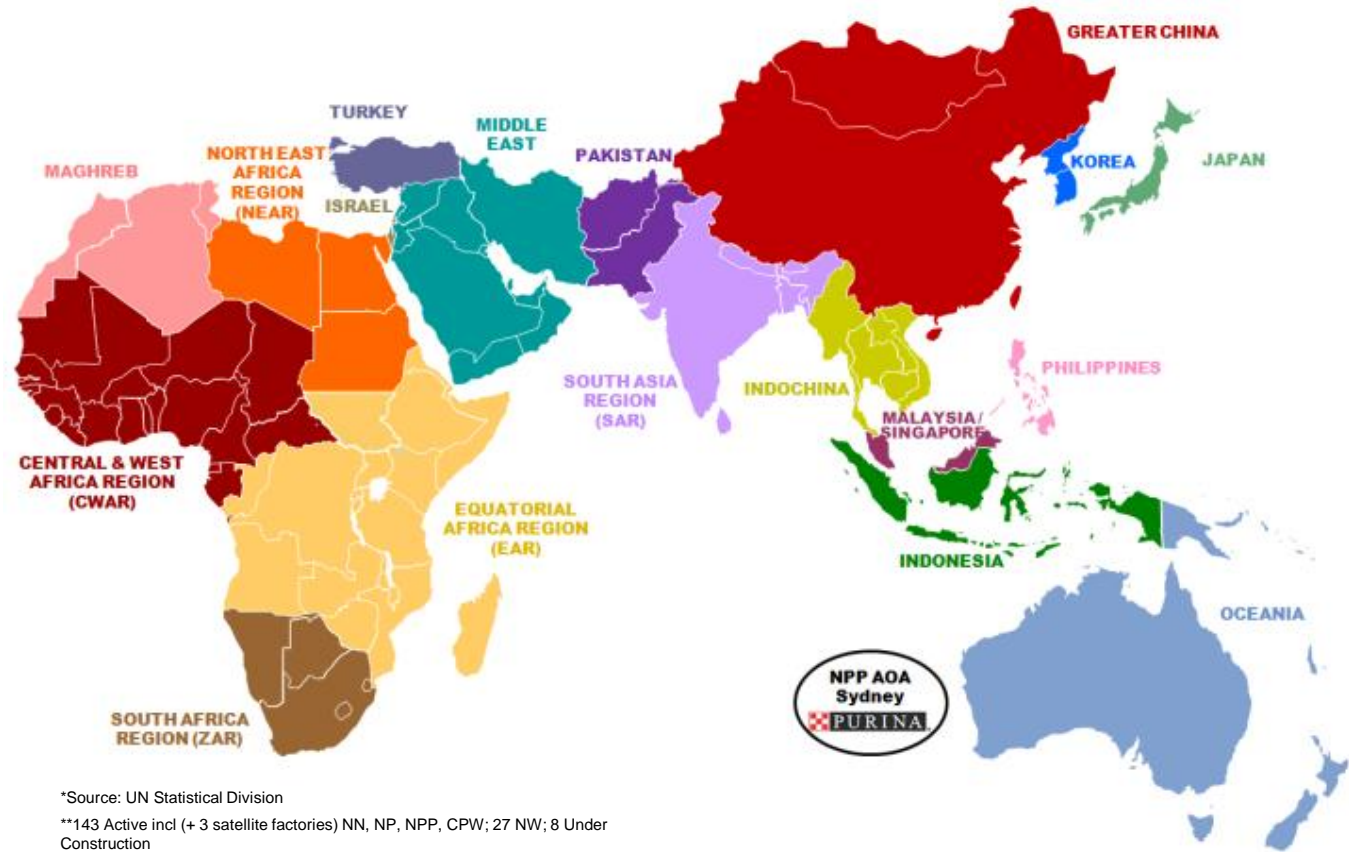 GREATER CHINA
TURKEY
MIDDLE
EAST
PAKISTAN
KOREA
JAPAN
MAGHREB
NORTH EAST
AFRICA
REGION
(NEAR)
ISRAEL
SOUTH ASIA
REGION
(SAR)
INDOCHINA
PHILIPPINES
MALAYSIA/
SINGAPORE
CENTRAL & WEST
AFRICA REGION
(CWAR)
EQUATORIAL
AFRICA REGION
(EAR)
INDONESIA
OCEANIA
NPP AOA
Sydney
PURINA
SOUTH AFRICA
REGION (ZAR)
*Source: UN Statistical Division
**143 Active incl (+ 3 satellite factories) NN, NP, NPP, CPW; 27 NW; 8 Under
Construction